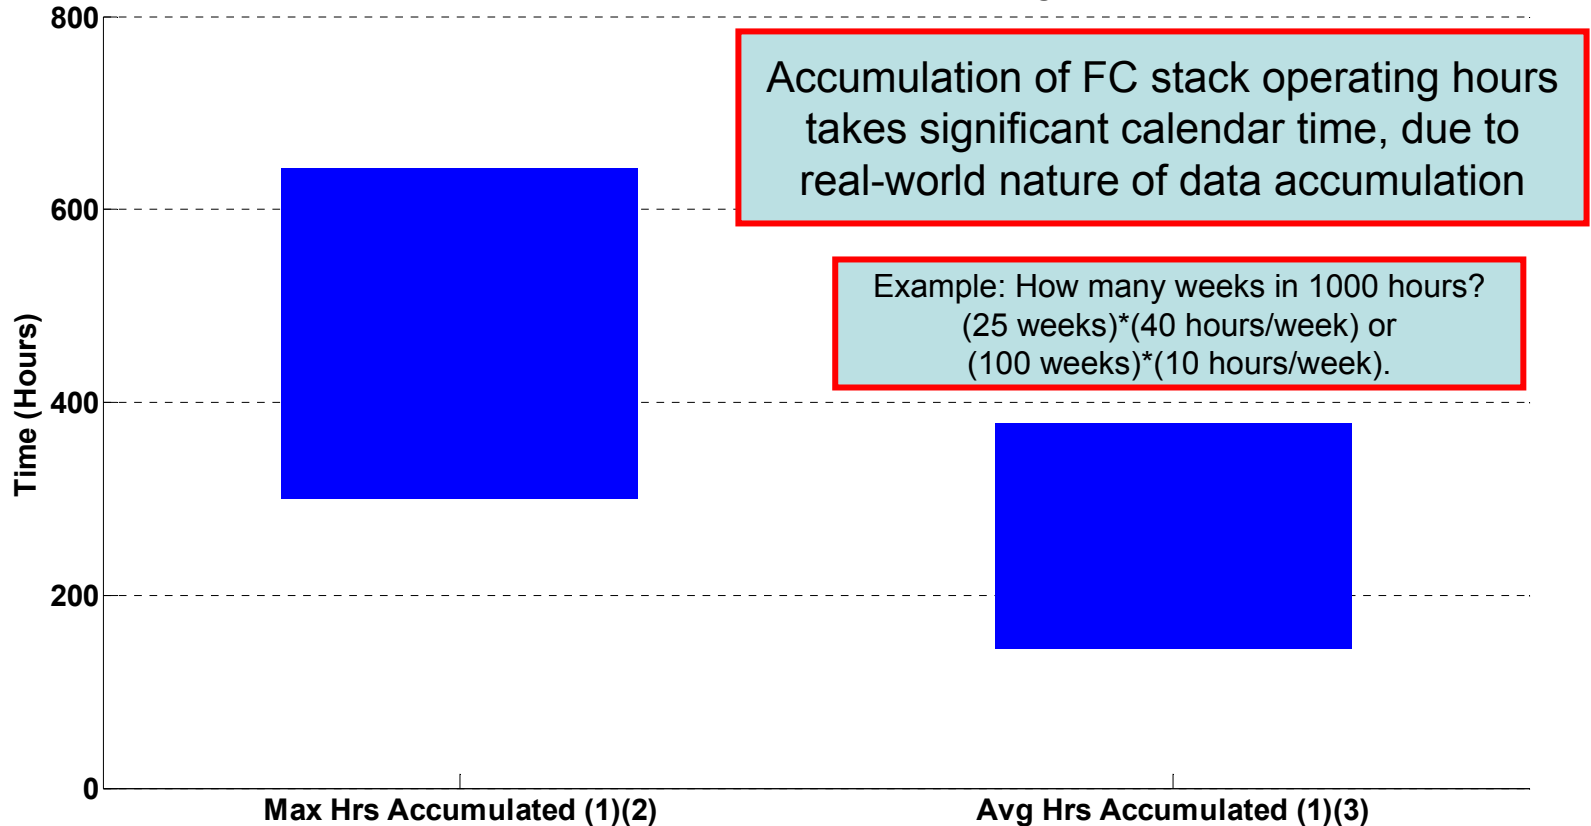 800
Accumulation of FC stack operating hours
takes significant calendar time, due to
real-world nature of data accumulation
600
Example: How many weeks in 1000 hours?
(25 weeks)*(40 hours/week) or
(100 weeks)*(10 hours/week).
400
Time (Hours)
200
0
Max Hrs Accumulated (1)(2)
Avg Hrs Accumulated (1)(3)